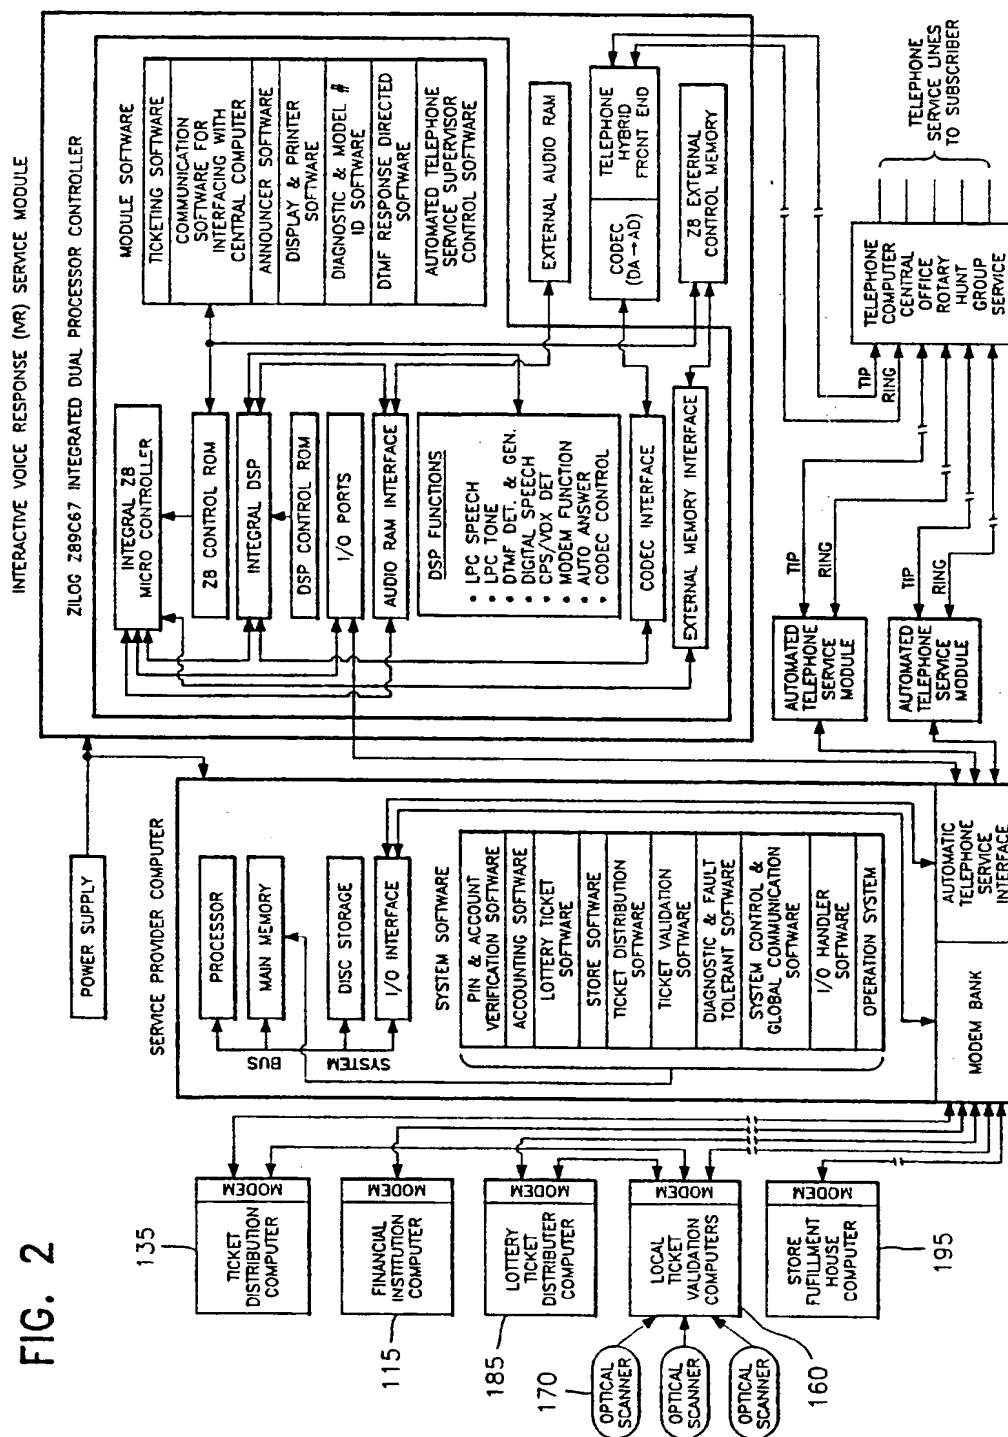 FIG. 2
INTERACTIVE VOICE RESPONSE (IVR) SERVICE MODULE
ZILOG Z89C67 INTEGRATED DUAL PROCESSOR CONTROLLER
INTEGRAL Z8
MICRO CONTROLLER
Z8 CONTROL ROM
INTEGRAL DSP
DSP CONTROL ROM
I/O PORTS
AUDIO RAM INTERFACE
DSP FUNCTIONS
• LPC SPEECH
• LPC TONE
• DTMF DET. & GEN.
• DIGITAL SPEECH
• CPS/VOX DET
• MODEM FUNCTION
• AUTO ANSWER
• CODEC CONTROL
CODEC INTERFACE
EXTERNAL MEMORY INTERFACE
MODULE SOFTWARE
TICKETING SOFTWARE
COMMUNICATION
SOFTWARE FOR
INTERFACING WITH
CENTRAL COMPUTER
ANNOUNCER SOFTWARE
DISPLAY & PRINTER
SOFTWARE
DIAGNOSTIC & MODEL #
ID SOFTWARE
DTMF RESPONSE DIRECTED
SOFTWARE
AUTOMATED TELEPHONE
SERVICE SUPERVISOR
CONTROL SOFTWARE
EXTERNAL AUDIO RAM
CODEC
(DA→AD)
TELEPHONE
HYBRID
FRONT END
Z8 EXTERNAL
CONTROL MEMORY
POWER SUPPLY
SERVICE PROVIDER COMPUTER
PROCESSOR
MAIN MEMORY
DISC STORAGE
I/O INTERFACE
BUS
SYSTEM
SYSTEM SOFTWARE
PIN & ACCOUNT
VERIFICATION SOFTWARE
ACCOUNTING SOFTWARE
LOTTERY TICKET
SOFTWARE
STORE SOFTWARE
TICKET DISTRIBUTION
SOFTWARE
TICKET VALIDATION
SOFTWARE
DIAGNOSTIC & FAULT
TOLERANT SOFTWARE
SYSTEM CONTROL &
GLOBAL COMMUNICATION
SOFTWARE
I/O HANDLER
SOFTWARE
OPERATION SYSTEM
MODEM BANK
AUTOMATIC
TELEPHONE
SERVICE
INTERFACE
AUTOMATED
TELEPHONE
SERVICE
MODULE
AUTOMATED
TELEPHONE
SERVICE
MODULE
TIP
RING
TIP
RING
TIP
RING
TELEPHONE
COMPUTER
CENTRAL
OFFICE
ROTARY
HUNT
GROUP
SERVICE
TELEPHONE
SERVICE LINES
TO SUBSCRIBER
135
TICKET
DISTRIBUTION
COMPUTER
MODEM
115
FINANCIAL
INSTITUTION
COMPUTER
MODEM
185
LOTTERY
TICKET
DISTRIBUTER
COMPUTER
MODEM
170
OPTICAL
SCANNER
OPTICAL
SCANNER
OPTICAL
SCANNER
160
LOCAL
TICKET
VALIDATION
COMPUTERS
MODEM
195
STORE
FUFILLMENT
HOUSE
COMPUTER
MODEM